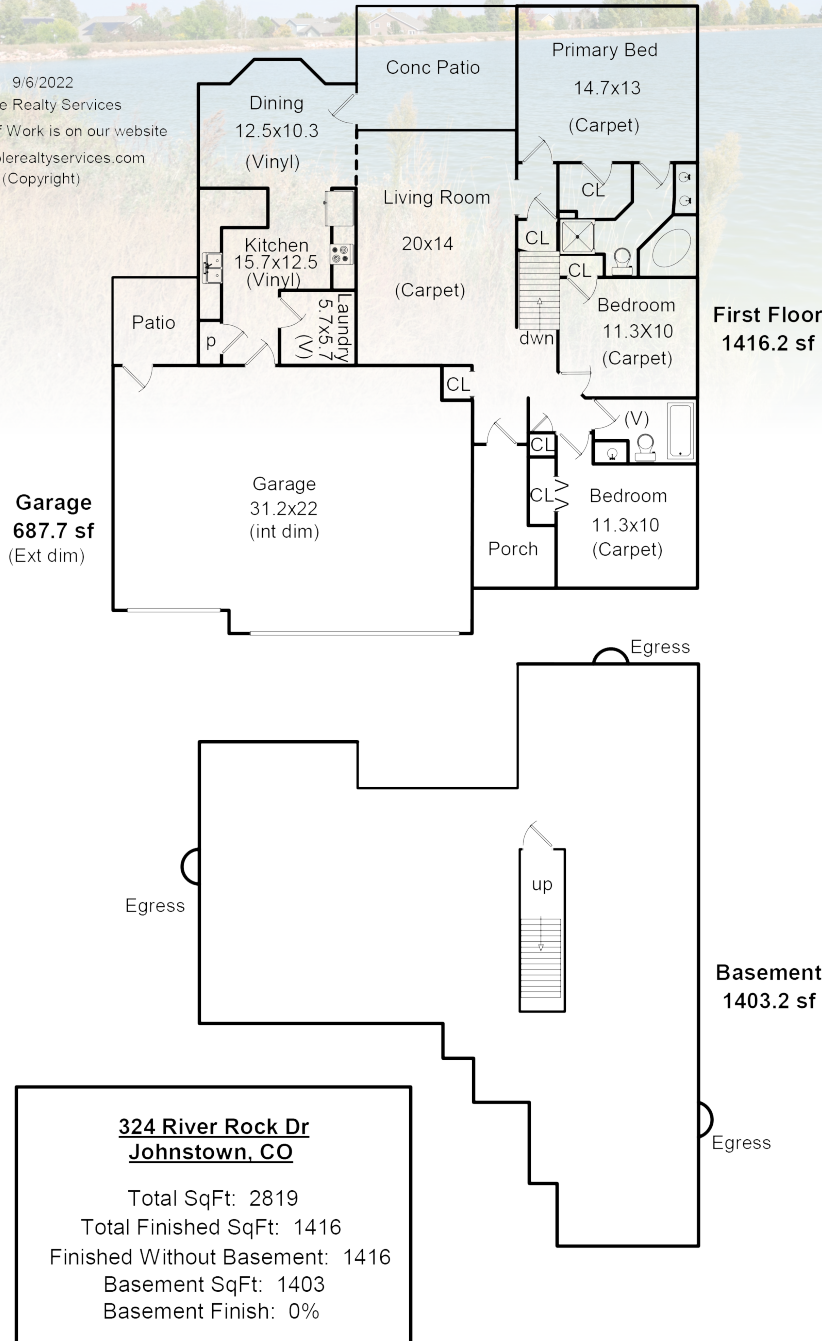 9/6/2022
Realty Services
Work is on our website
realtyservices.com
(Copyright)
Conc Patio
Primary Bed
14.7x13
(Carpet)
Dining
12.5x10.3
(Vinyl)
CL
Living Room
20x14
(Carpet)
CL
Kitchen
15.7x12.5
(Vinyl)
CL
Patio
p
Laundry
5.7x5.7
(V)
dwn
Bedroom
11.3X10
(Carpet)
First Floor
1416.2 sf
CL
(V)
CL
Garage
687.7 sf
(Ext dim)
Garage
31.2x22
(int dim)
CL
Bedroom
11.3x10
(Carpet)
Porch
Egress
up
Egress
Basement
1403.2 sf
Egress
324 River Rock Dr
Johnstown, CO
Total SqFt: 2819
Total Finished SqFt: 1416
Finished Without Basement: 1416
Basement SqFt: 1403
Basement Finish: 0%